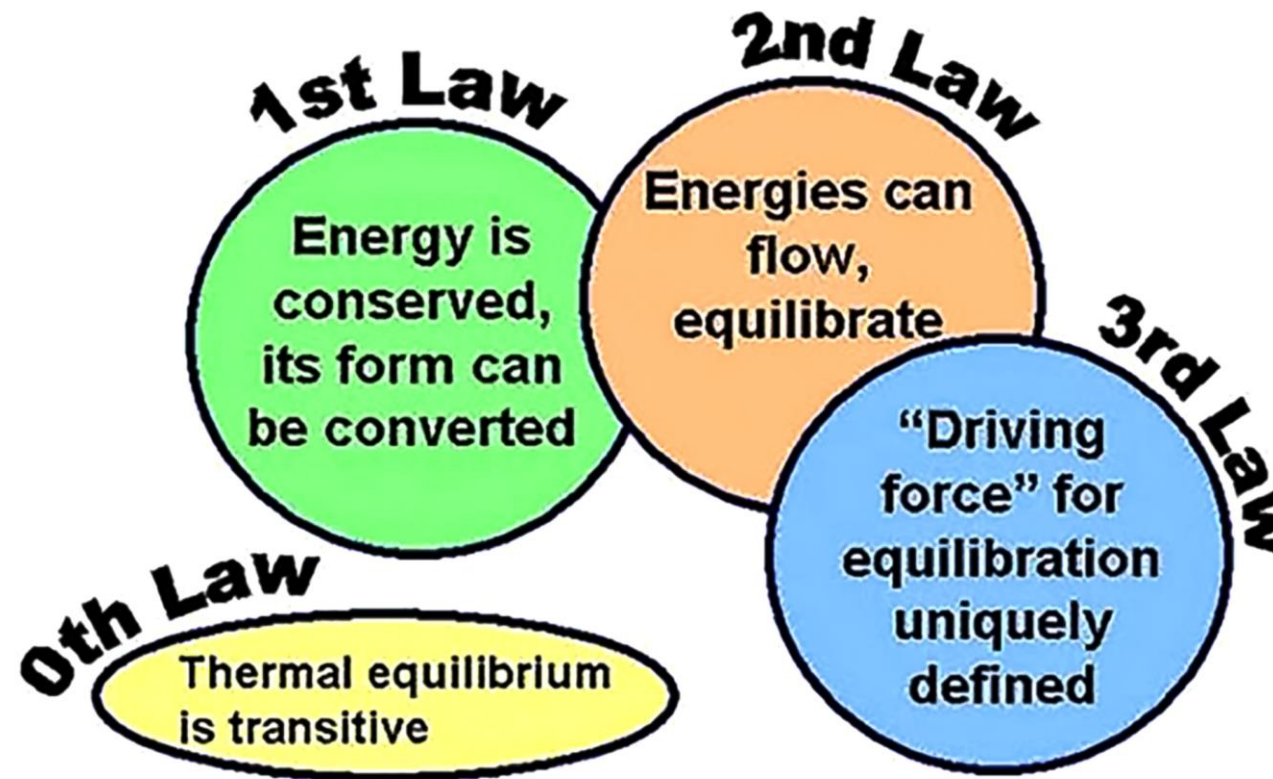 1st Law
Energy is
conserved,
its form can
be converted
2nd Law
Energies can
flow,
equilibrate
3rd Law
“Driving
force” for
equilibration
uniquely
defined
0th Law
Thermal equilibrium
is transitive